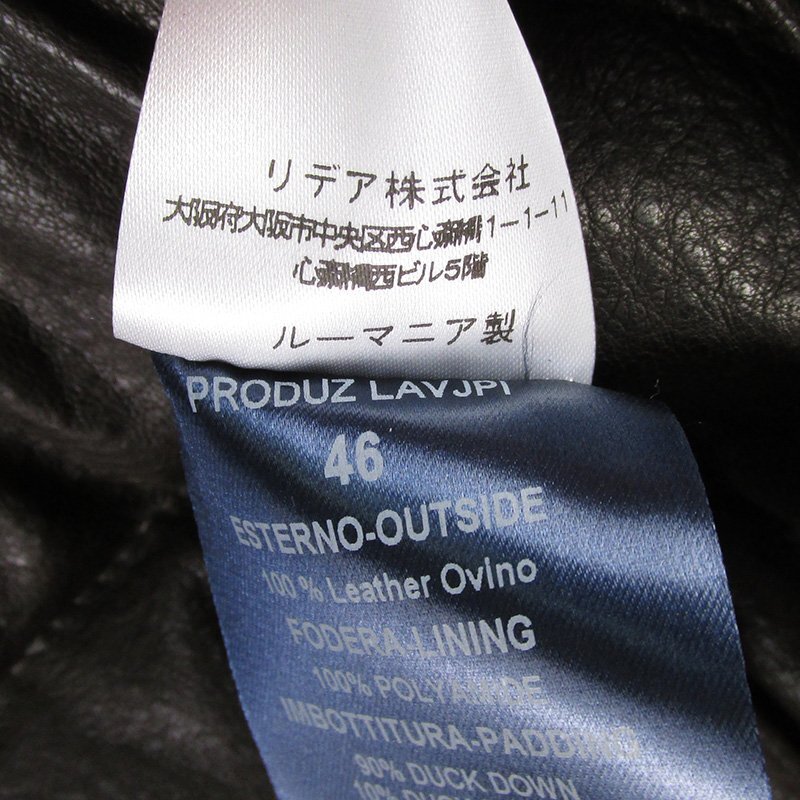 リデア株式会社
大阪府大阪市中央区西心斎橋1-1-11
心斎橋西ビル5階
ルーマニア製
PRODUZ LAVJPI
46
ESTERNO-OUTSIDE
100 % Leather Ovino
FODERA-LINING
100% POLYAMIDE
IMBOTTITURA-PADDING
90% DUCK DOWN
10% DUCK